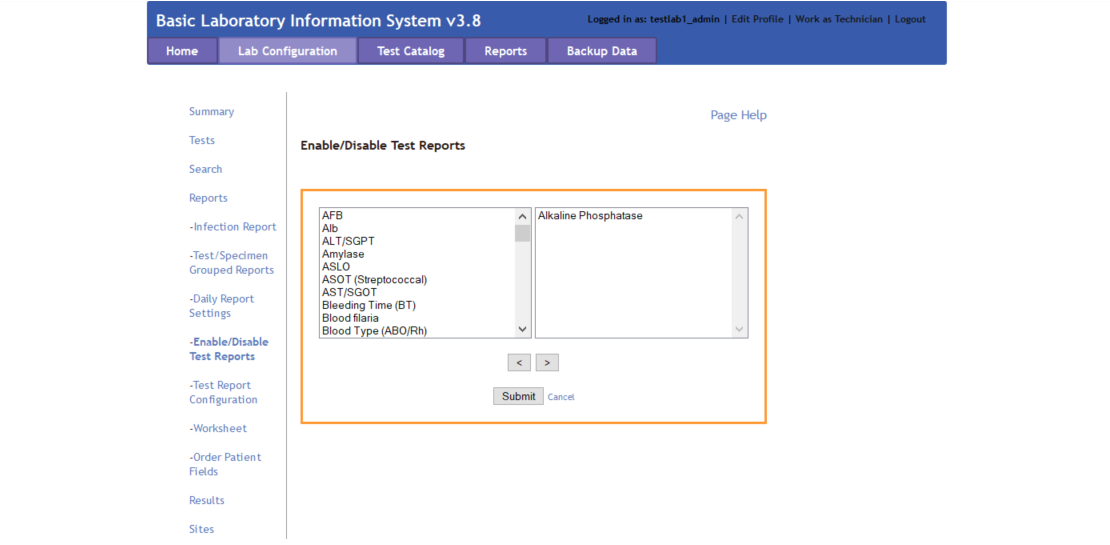 Basic Laboratory Information System v3.8
Logged in as: testlab1_admin | Edit Profile | Work as Technician | Logout
Home
Lab Configuration
Test Catalog
Reports
Backup Data
Summary
Tests
Search
Reports
-Infection Report
-Test/Specimen
Grouped Reports
-Daily Report
Settings
-Enable/Disable
Test Reports
-Test Report
Configuration
-Worksheet
-Order Patient
Fields
Results
Sites
Page Help
Enable/Disable Test Reports
AFB
Alb
ALT/SGPT
Amylase
ASLO
ASOT (Streptococcal)
AST/SGOT
Bleeding Time (BT)
Blood filaria
Blood Type (ABO/Rh)
Alkaline Phosphatase
< >
Submit Cancel